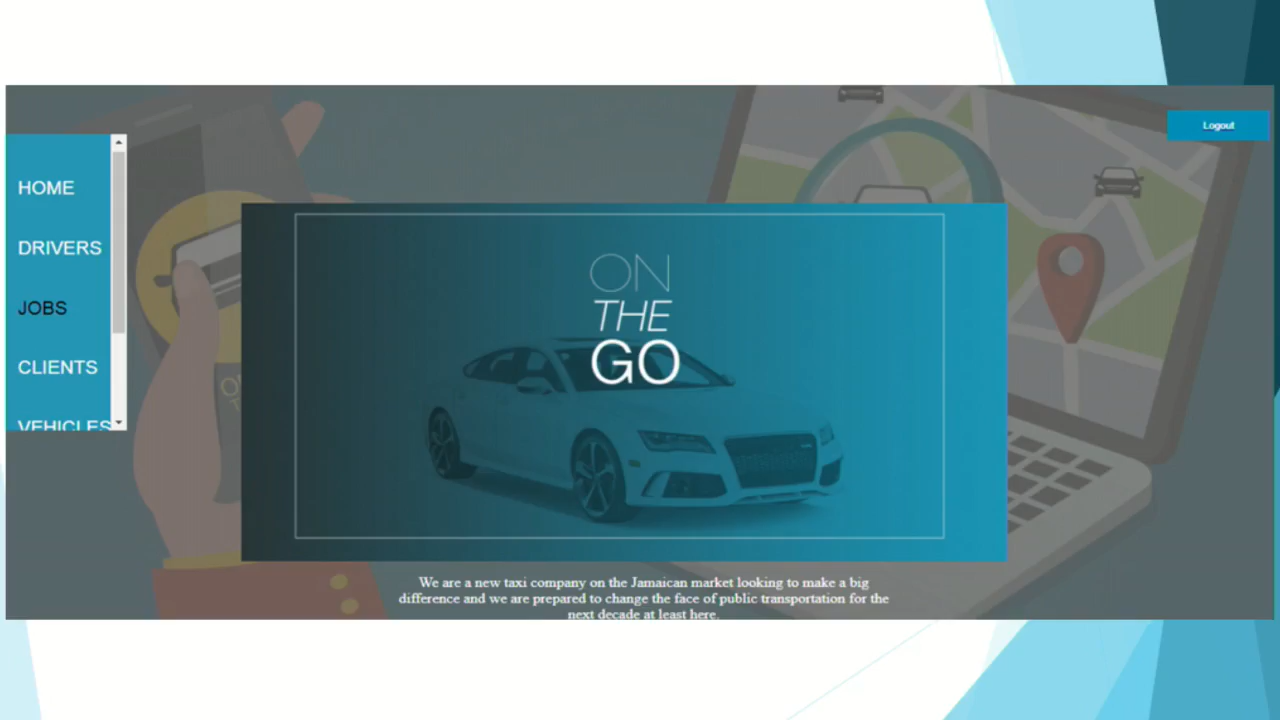 Logout
HOME
DRIVERS
JOBS
CLIENTS
VEHICLES
ON
THE
GO
We are a new taxi company on the Jamaican market looking to make a big
difference and we are prepared to change the face of public transportation for the
next decade at least here.